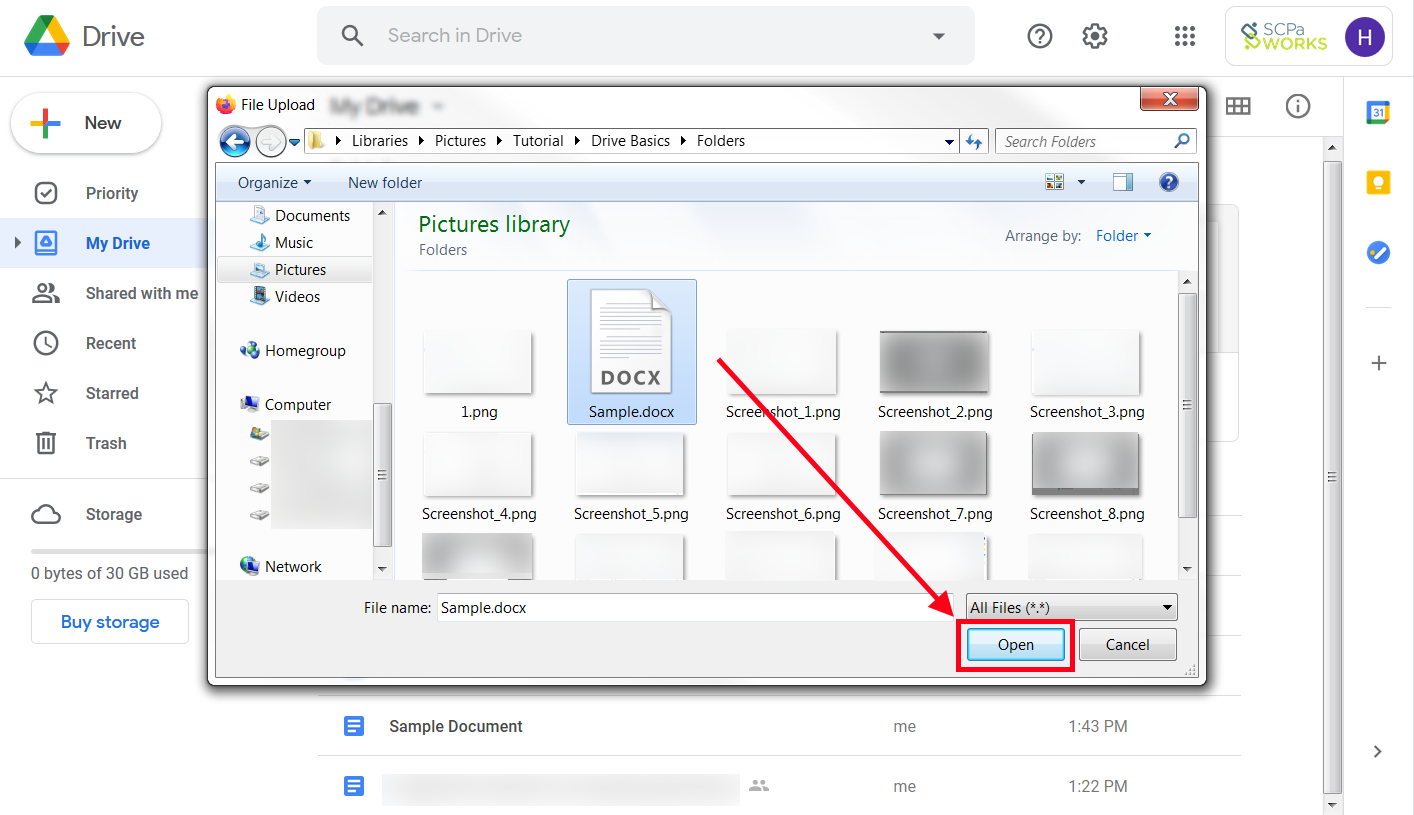 Drive
Search in Drive
SCPa
WORKS
H
New
Priority
My Drive
Shared with me
Recent
Starred
Trash
Storage
0 bytes of 30 GB used
Buy storage
File Upload
My Drive
Libraries
Pictures
Tutorial
Drive Basics
Folders
Search Folders
Organize
New folder
Documents
Music
Pictures
Videos
Homegroup
Computer
Network
Pictures library
Folders
Arrange by:
Folder
DOCX
1.png
Sample.docx
Screenshot_1.png
Screenshot_2.png
Screenshot_3.png
Screenshot_4.png
Screenshot_5.png
Screenshot_6.png
Screenshot_7.png
Screenshot_8.png
File name:
Sample.docx
All Files (*.*)
Open
Cancel
31
Sample Document
me
1:43 PM
me
1:22 PM